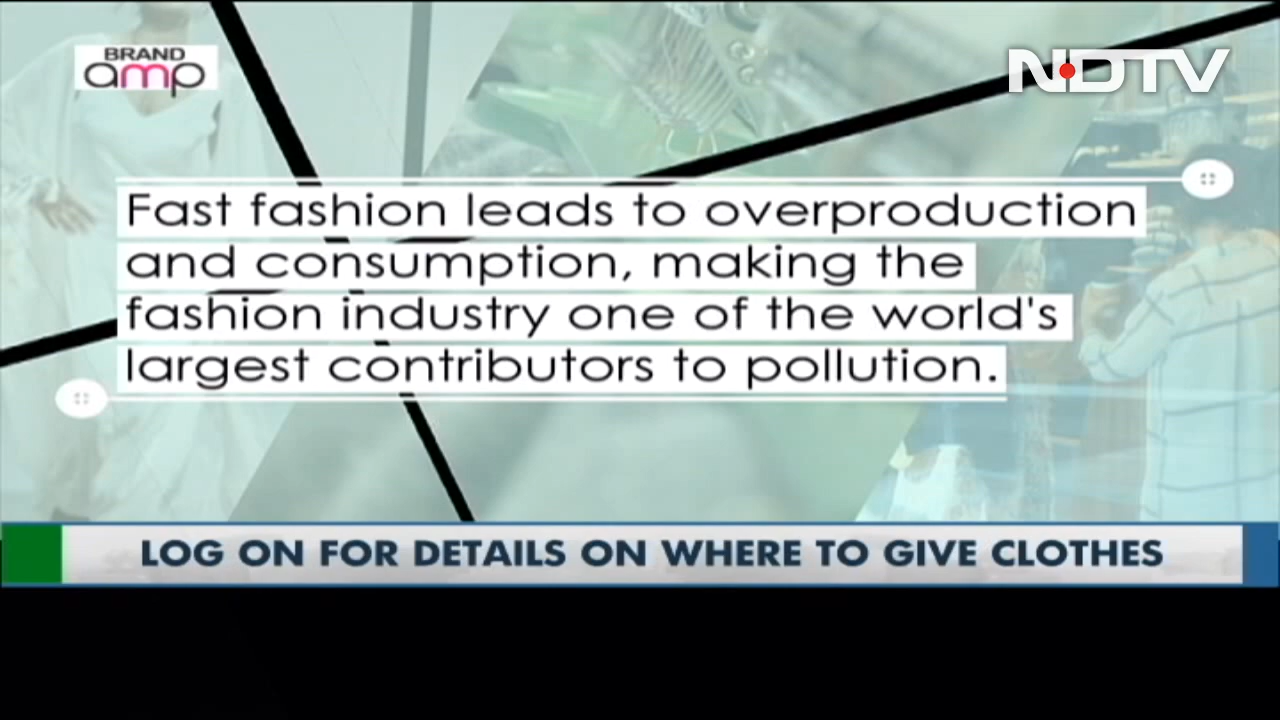 BRAND
amp
NDTV
Fast fashion leads to overproduction
and consumption, making the
fashion industry one of the world's
largest contributors to pollution.
LOG ON FOR DETAILS ON WHERE TO GIVE CLOTHES